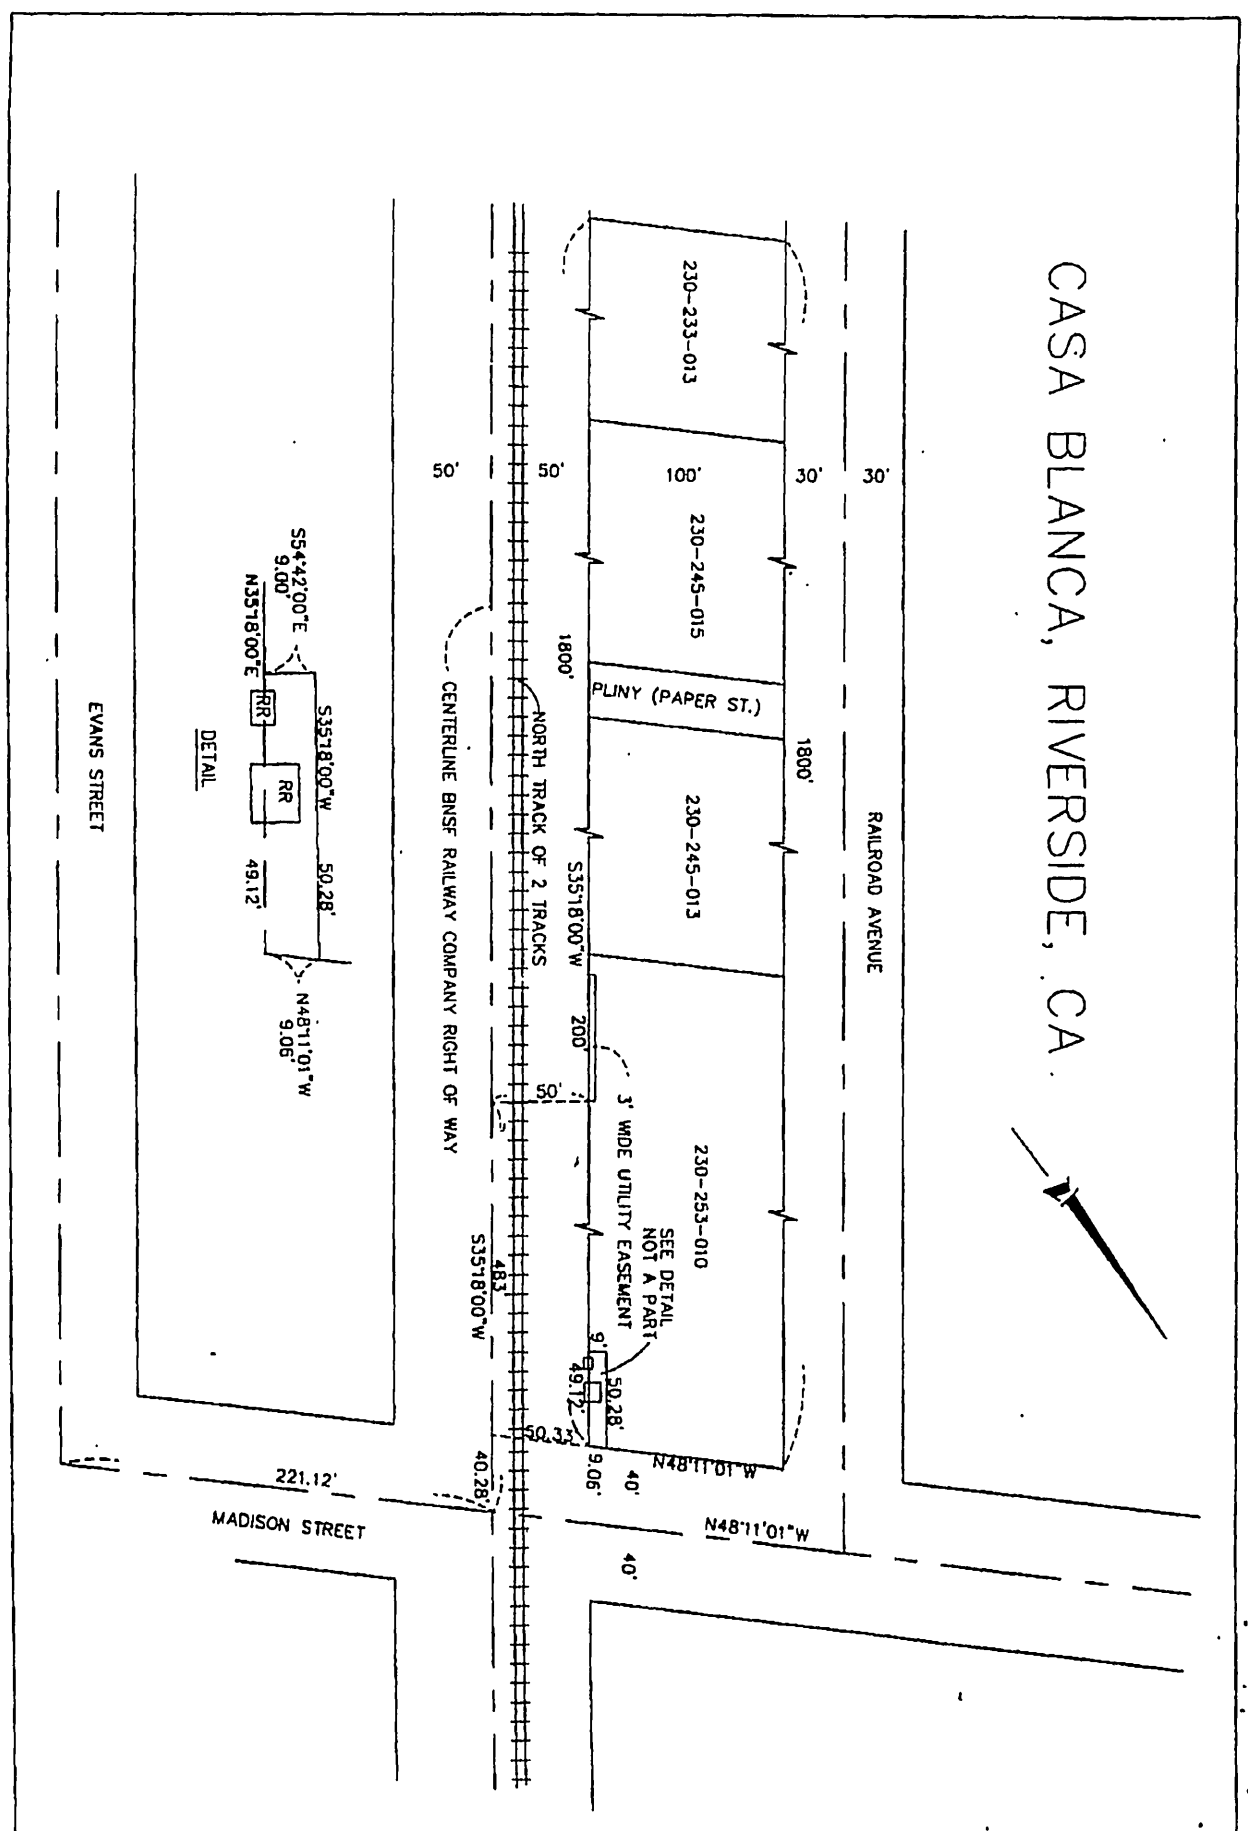 CASA BLANCA, RIVERSIDE, CA.
30'
RAILROAD AVENUE
30'
1800'
230-233-013
100'
230-245-015
PLINY (PAPER ST.)
230-245-013
230-253-010
SEE DETAIL
NOT A PART
3' WIDE UTILITY EASEMENT
1800'
S35°18'00"W
200'
50'
9'
50.28'
49.12'
9.06'
40'
N48°11'01"W
N48°11'01"W
40'
50'
NORTH TRACK OF 2 TRACKS
50.33'
483'
S35°18'00"W
40.28'
50'
CENTERLINE BNSF RAILWAY COMPANY RIGHT OF WAY
221.12'
MADISON STREET
S35°18'00"W
50.28'
S54°42'00"E
9.00'
N35°18'00"E
RR
RR
49.12'
N48°11'01"W
9.06'
DETAIL
EVANS STREET